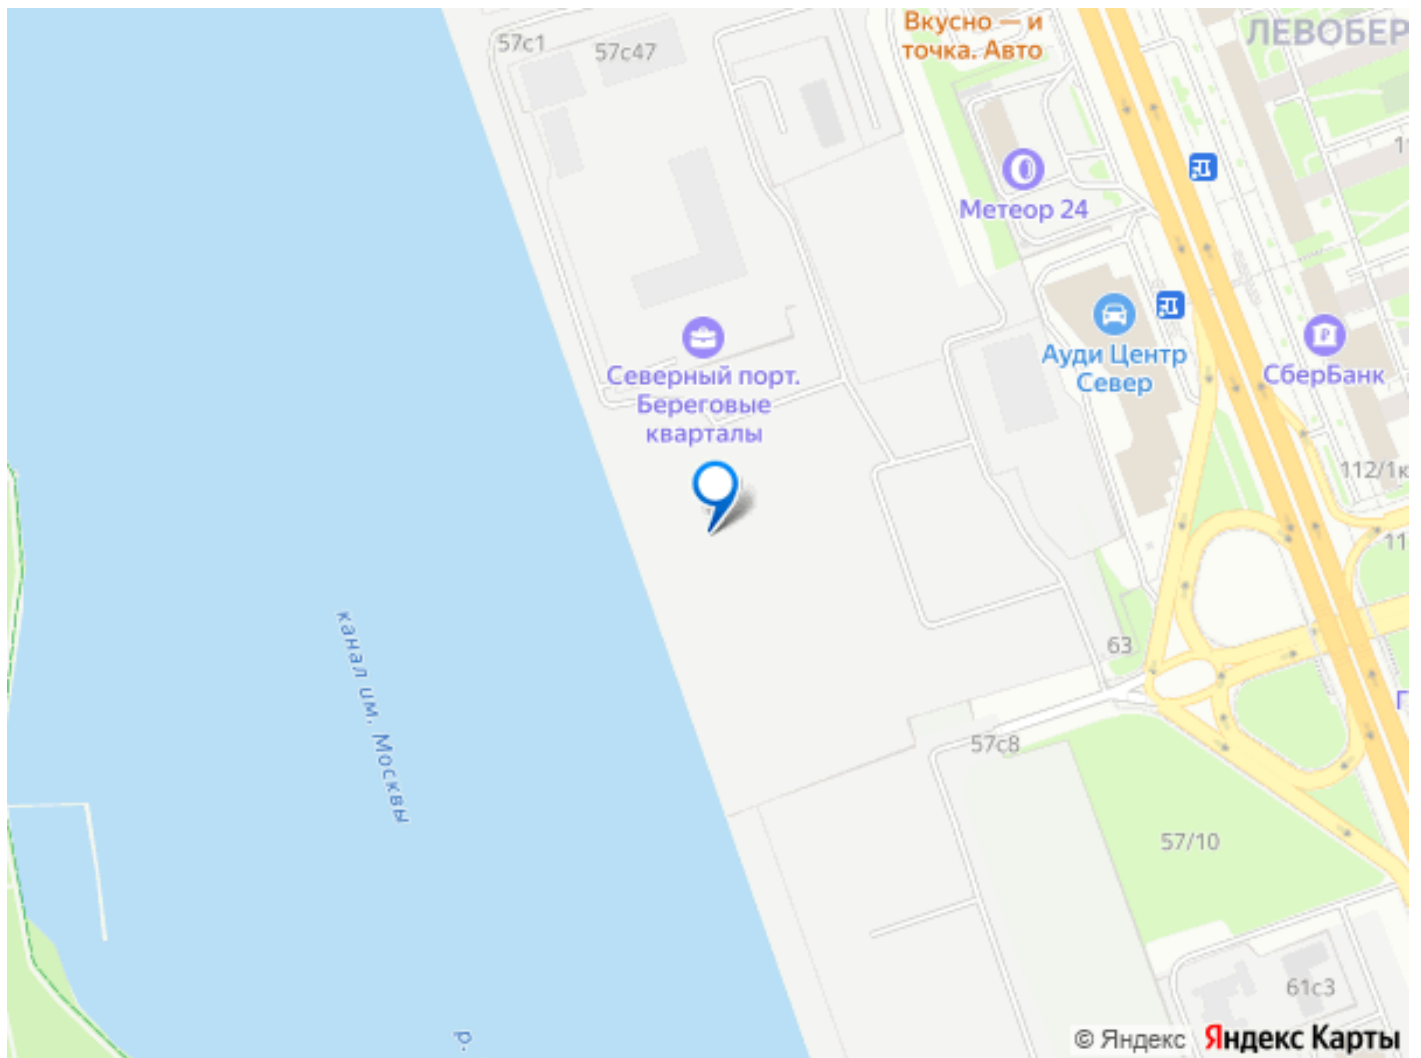 57с1
57с47
Вкусно — и
точка. Авто
ЛЕВОБЕР
Метеор 24
Ауди Центр
Север
СберБанк
Северный порт.
Береговые
кварталы
112/1к
11
63
канал им. Москвы
57с8
57/10
61с3
р.
© Яндекс
Яндекс Карты